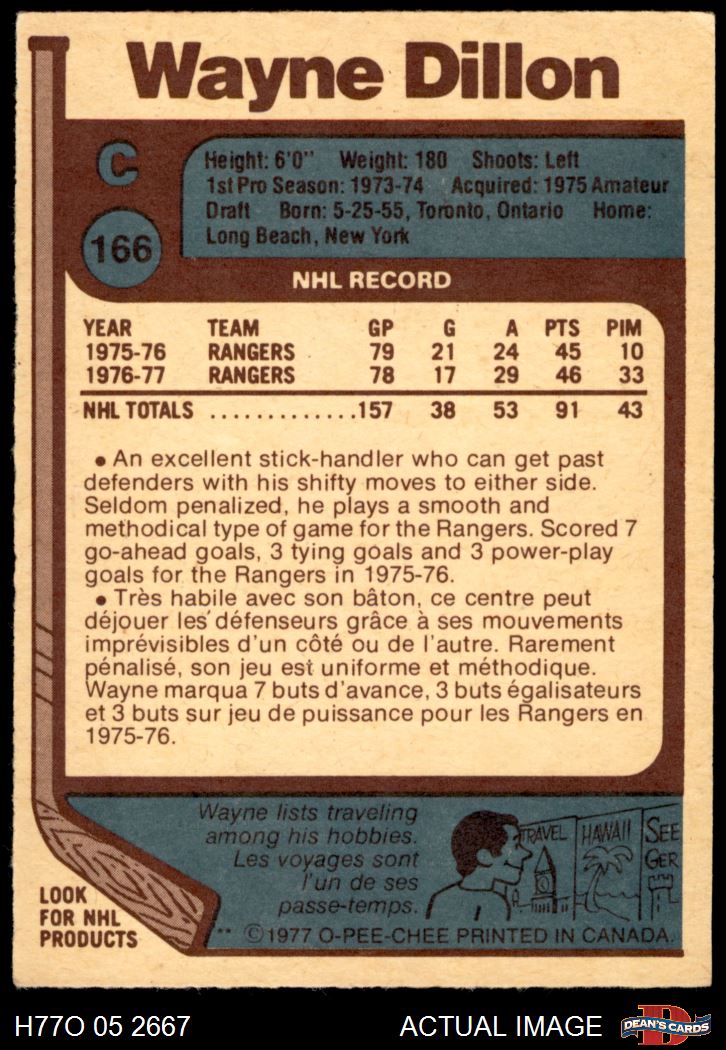 Wayne Dillon
C
Height: 6'0" Weight: 180 Shoots: Left
1st Pro Season: 1973-74 Acquired: 1975 Amateur
Draft Born: 5-25-55, Toronto, Ontario Home:
Long Beach, New York
166
NHL RECORD
YEAR TEAM GP G A PTS PIM
1975-76 RANGERS 79 21 24 45 10
1976-77 RANGERS 78 17 29 46 33
NHL TOTALS .............157 38 53 91 43
• An excellent stick-handler who can get past
defenders with his shifty moves to either side.
Seldom penalized, he plays a smooth and
methodical type of game for the Rangers. Scored 7
go-ahead goals, 3 tying goals and 3 power-play
goals for the Rangers in 1975-76.
• Très habile avec son bâton, ce centre peut
déjouer les défenseurs grâce à ses mouvements
imprévisibles d'un côté ou de l'autre. Rarement
pénalisé, son jeu est uniforme et méthodique.
Wayne marqua 7 buts d'avance, 3 buts égalisateurs
et 3 buts sur jeu de puissance pour les Rangers en
1975-76.
Wayne lists traveling
among his hobbies.
Les voyages sont
l'un de ses
passe-temps.
TRAVEL
HAWAII
SEE
GER
LOOK
FOR NHL
PRODUCTS
** ©1977 O-PEE-CHEE PRINTED IN CANADA.
H77O 05 2667
ACTUAL IMAGE
D
DEAN'S CARDS